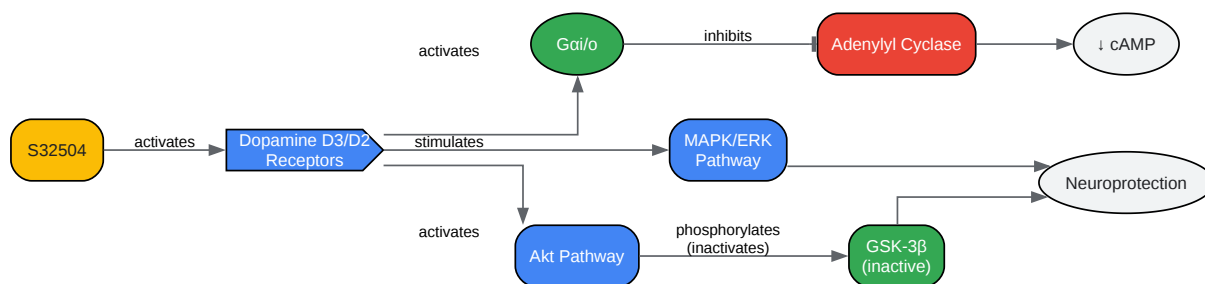 activates
Gαi/o
inhibits
Adenylyl Cyclase
↓ cAMP
S32504
activates
Dopamine D3/D2
Receptors
stimulates
MAPK/ERK
Pathway
Neuroprotection
activates
Akt Pathway
phosphorylates
(inactivates)
GSK-3β
(inactive)